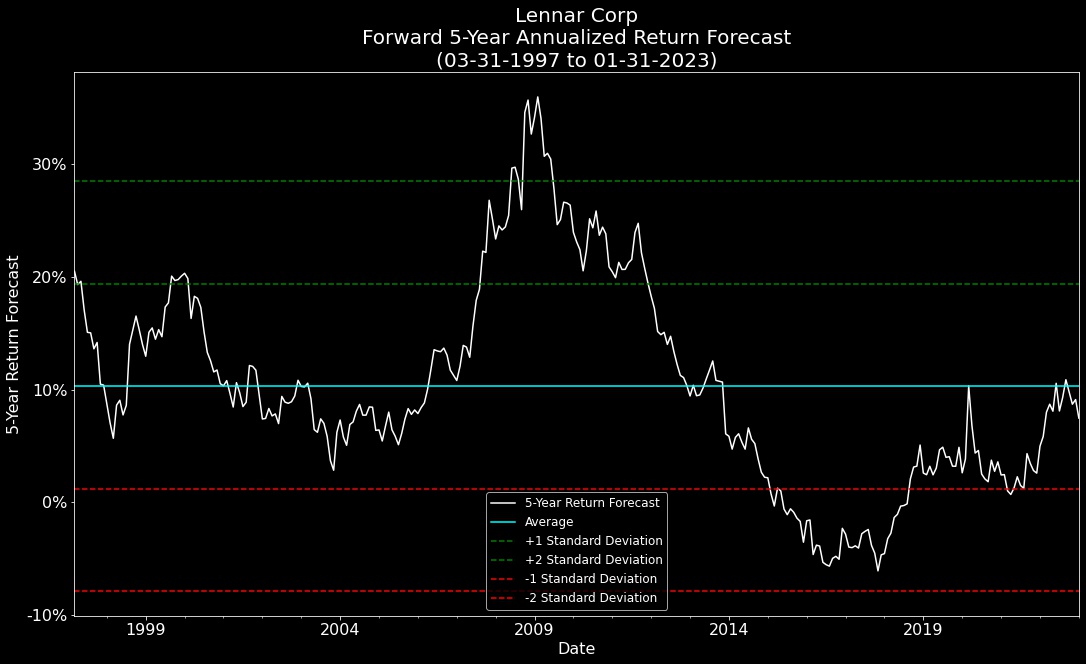 Lennar Corp
Forward 5-Year Annualized Return Forecast
(03-31-1997 to 01-31-2023)
5-Year Return Forecast
30%
20%
10%
0%
-10%
5-Year Return Forecast
Average
+1 Standard Deviation
+2 Standard Deviation
-1 Standard Deviation
-2 Standard Deviation
1999 2004 2009 2014 2019
Date